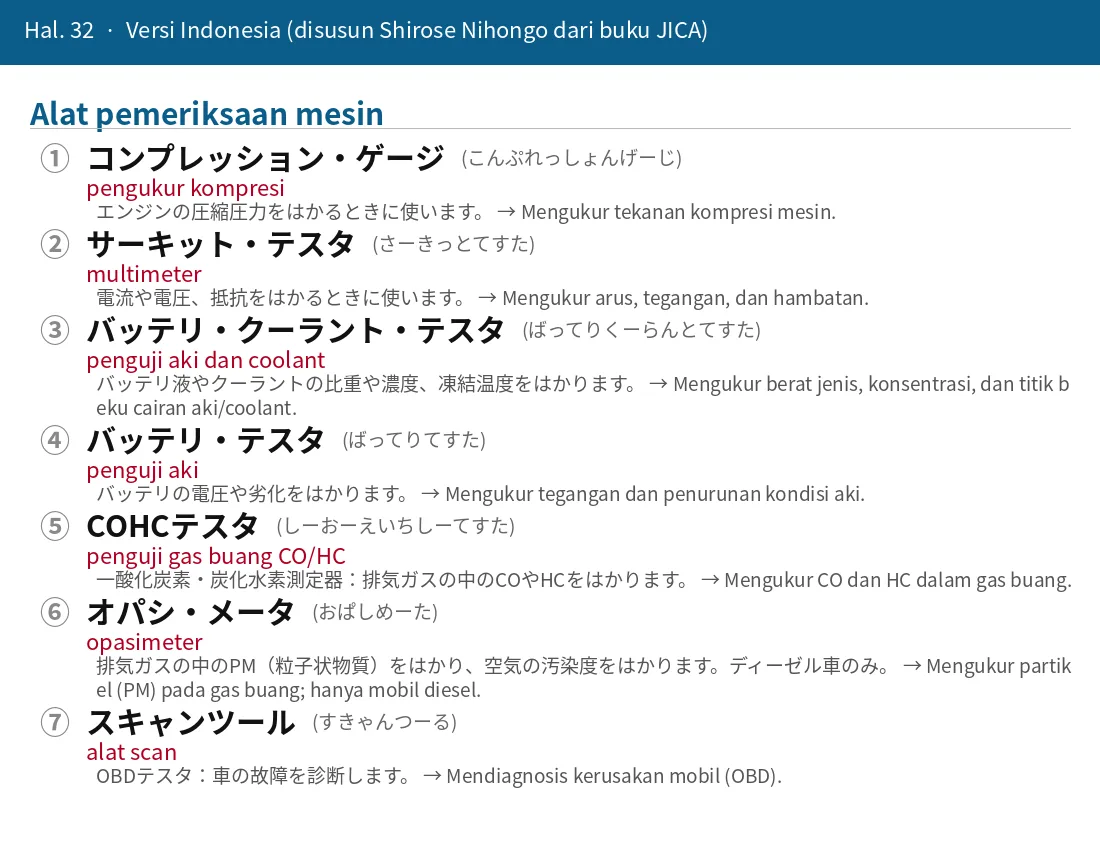 Hal. 32 · Versi Indonesia (disusun Shirose Nihongo dari buku JICA)
Alat pemeriksaan mesin
① コンプレッション・ゲージ (こんぷれっしょんげーじ)
pengukur kompresi
エンジンの圧縮圧力をはかるときに使います。 → Mengukur tekanan kompresi mesin.
② サーキット・テスタ (さーきっとてすた)
multimeter
電流や電圧、抵抗をはかるときに使います。 → Mengukur arus, tegangan, dan hambatan.
③ バッテリ・クーラント・テスタ (ばってりくーらんとてすた)
penguji aki dan coolant
バッテリ液やクーラントの比重や濃度、凍結温度をはかります。 → Mengukur berat jenis, konsentrasi, dan titik b
eku cairan aki/coolant.
④ バッテリ・テスタ (ばってりてすた)
penguji aki
バッテリの電圧や劣化をはかります。 → Mengukur tegangan dan penurunan kondisi aki.
⑤ COHCテスタ (しーおーえいちしーてすた)
penguji gas buang CO/HC
一酸化炭素・炭化水素測定器：排気ガスの中のCOやHCをはかります。 → Mengukur CO dan HC dalam gas buang.
⑥ オパシ・メータ (おぱしめーた)
opasimeter
排気ガスの中のPM（粒子状物質）をはかり、空気の汚染度をはかります。ディーゼル車のみ。 → Mengukur partik
el (PM) pada gas buang; hanya mobil diesel.
⑦ スキャンツール (すきゃんつーる)
alat scan
OBDテスタ：車の故障を診断します。 → Mendiagnosis kerusakan mobil (OBD).